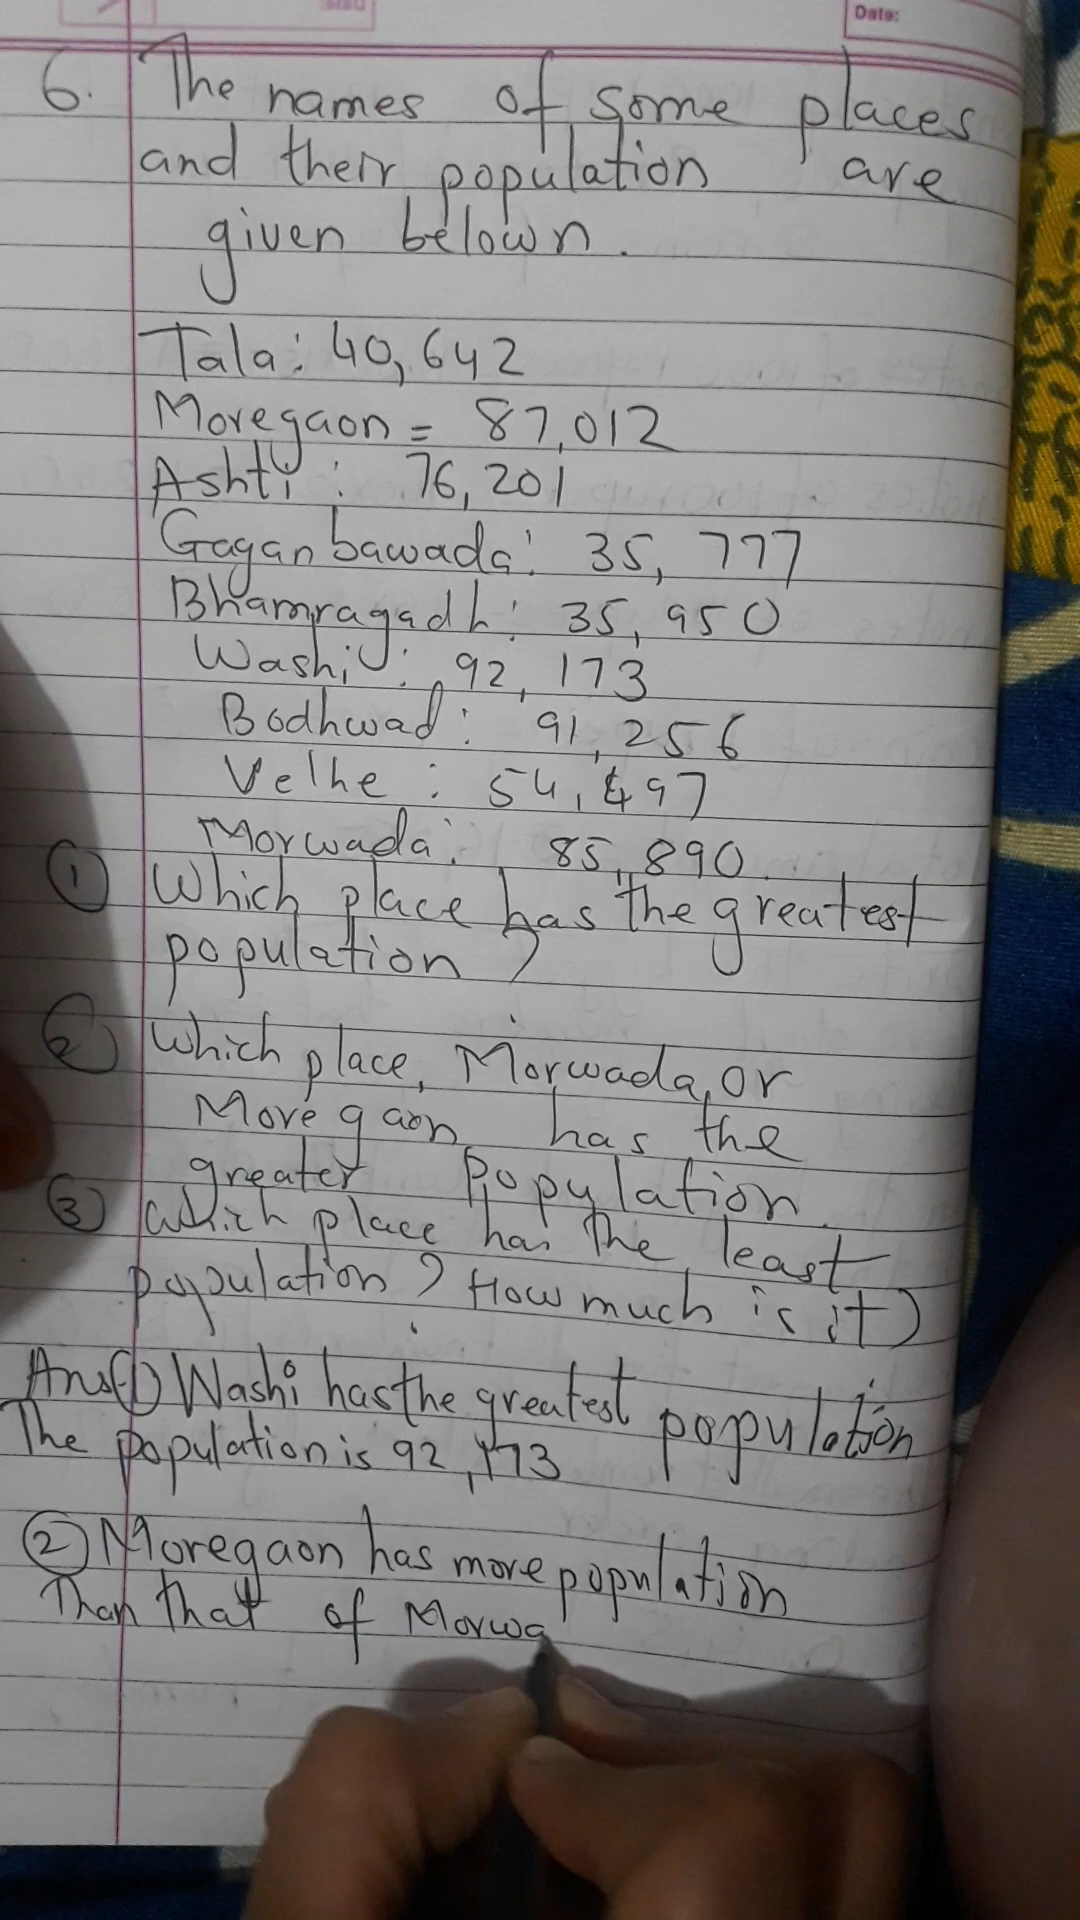 Date:
6. The names of some places
and their population are
given belown.
Tala: 40,642
Moregaon = 87,012
Ashti : 76,201
Gaganbawada: 35, 777
Bhamragadh: 35,950
Washi: 92, 173
Bodhwad: 91,256
Velhe : 54,497
Morwada: 85,890
① Which place has the greatest
population?
② Which place, Morwada, or
Moregaon has the
greater population.
③ Which place has the least
population? How much is it?
Ans ① Washi has the greatest population
The population is 92,173
② Moregaon has more population
Than that of Morwa